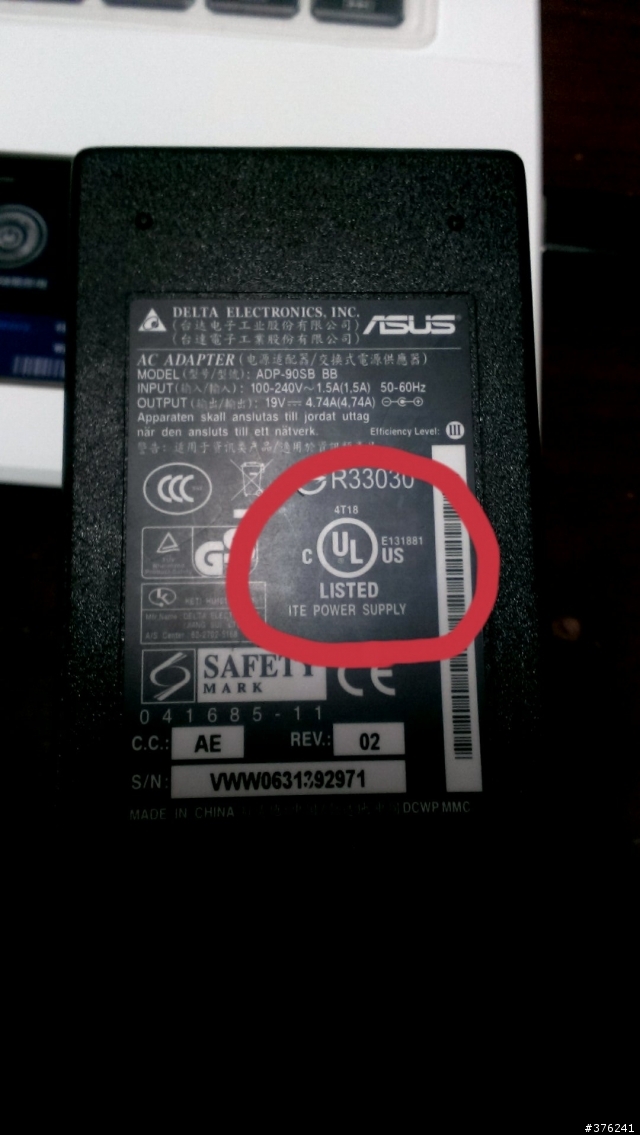 DELTA ELECTRONICS, INC.
(台达电子工业股份有限公司)
(台達電子工業股份有限公司)
ASUS
AC ADAPTER (电源适配器/交換式電源供應器)
MODEL (型号/型號): ADP-90SB BB
INPUT (输入/輸入): 100-240V~1.5A(1,5A) 50-60Hz
OUTPUT (输出/輸出): 19V⎓4.74A(4,74A)
Apparaten skall anslutas till jordat uttag
när den ansluts till ett nätverk.
Efficiency Level: III
CCC
R33030
4T18
C UL US
E131881
LISTED
ITE POWER SUPPLY
GS
SAFETY
MARK
CE
041685-11
C.C.: AE REV.: 02
S/N:
MADE IN CHINA
DCWP MMC
#376241